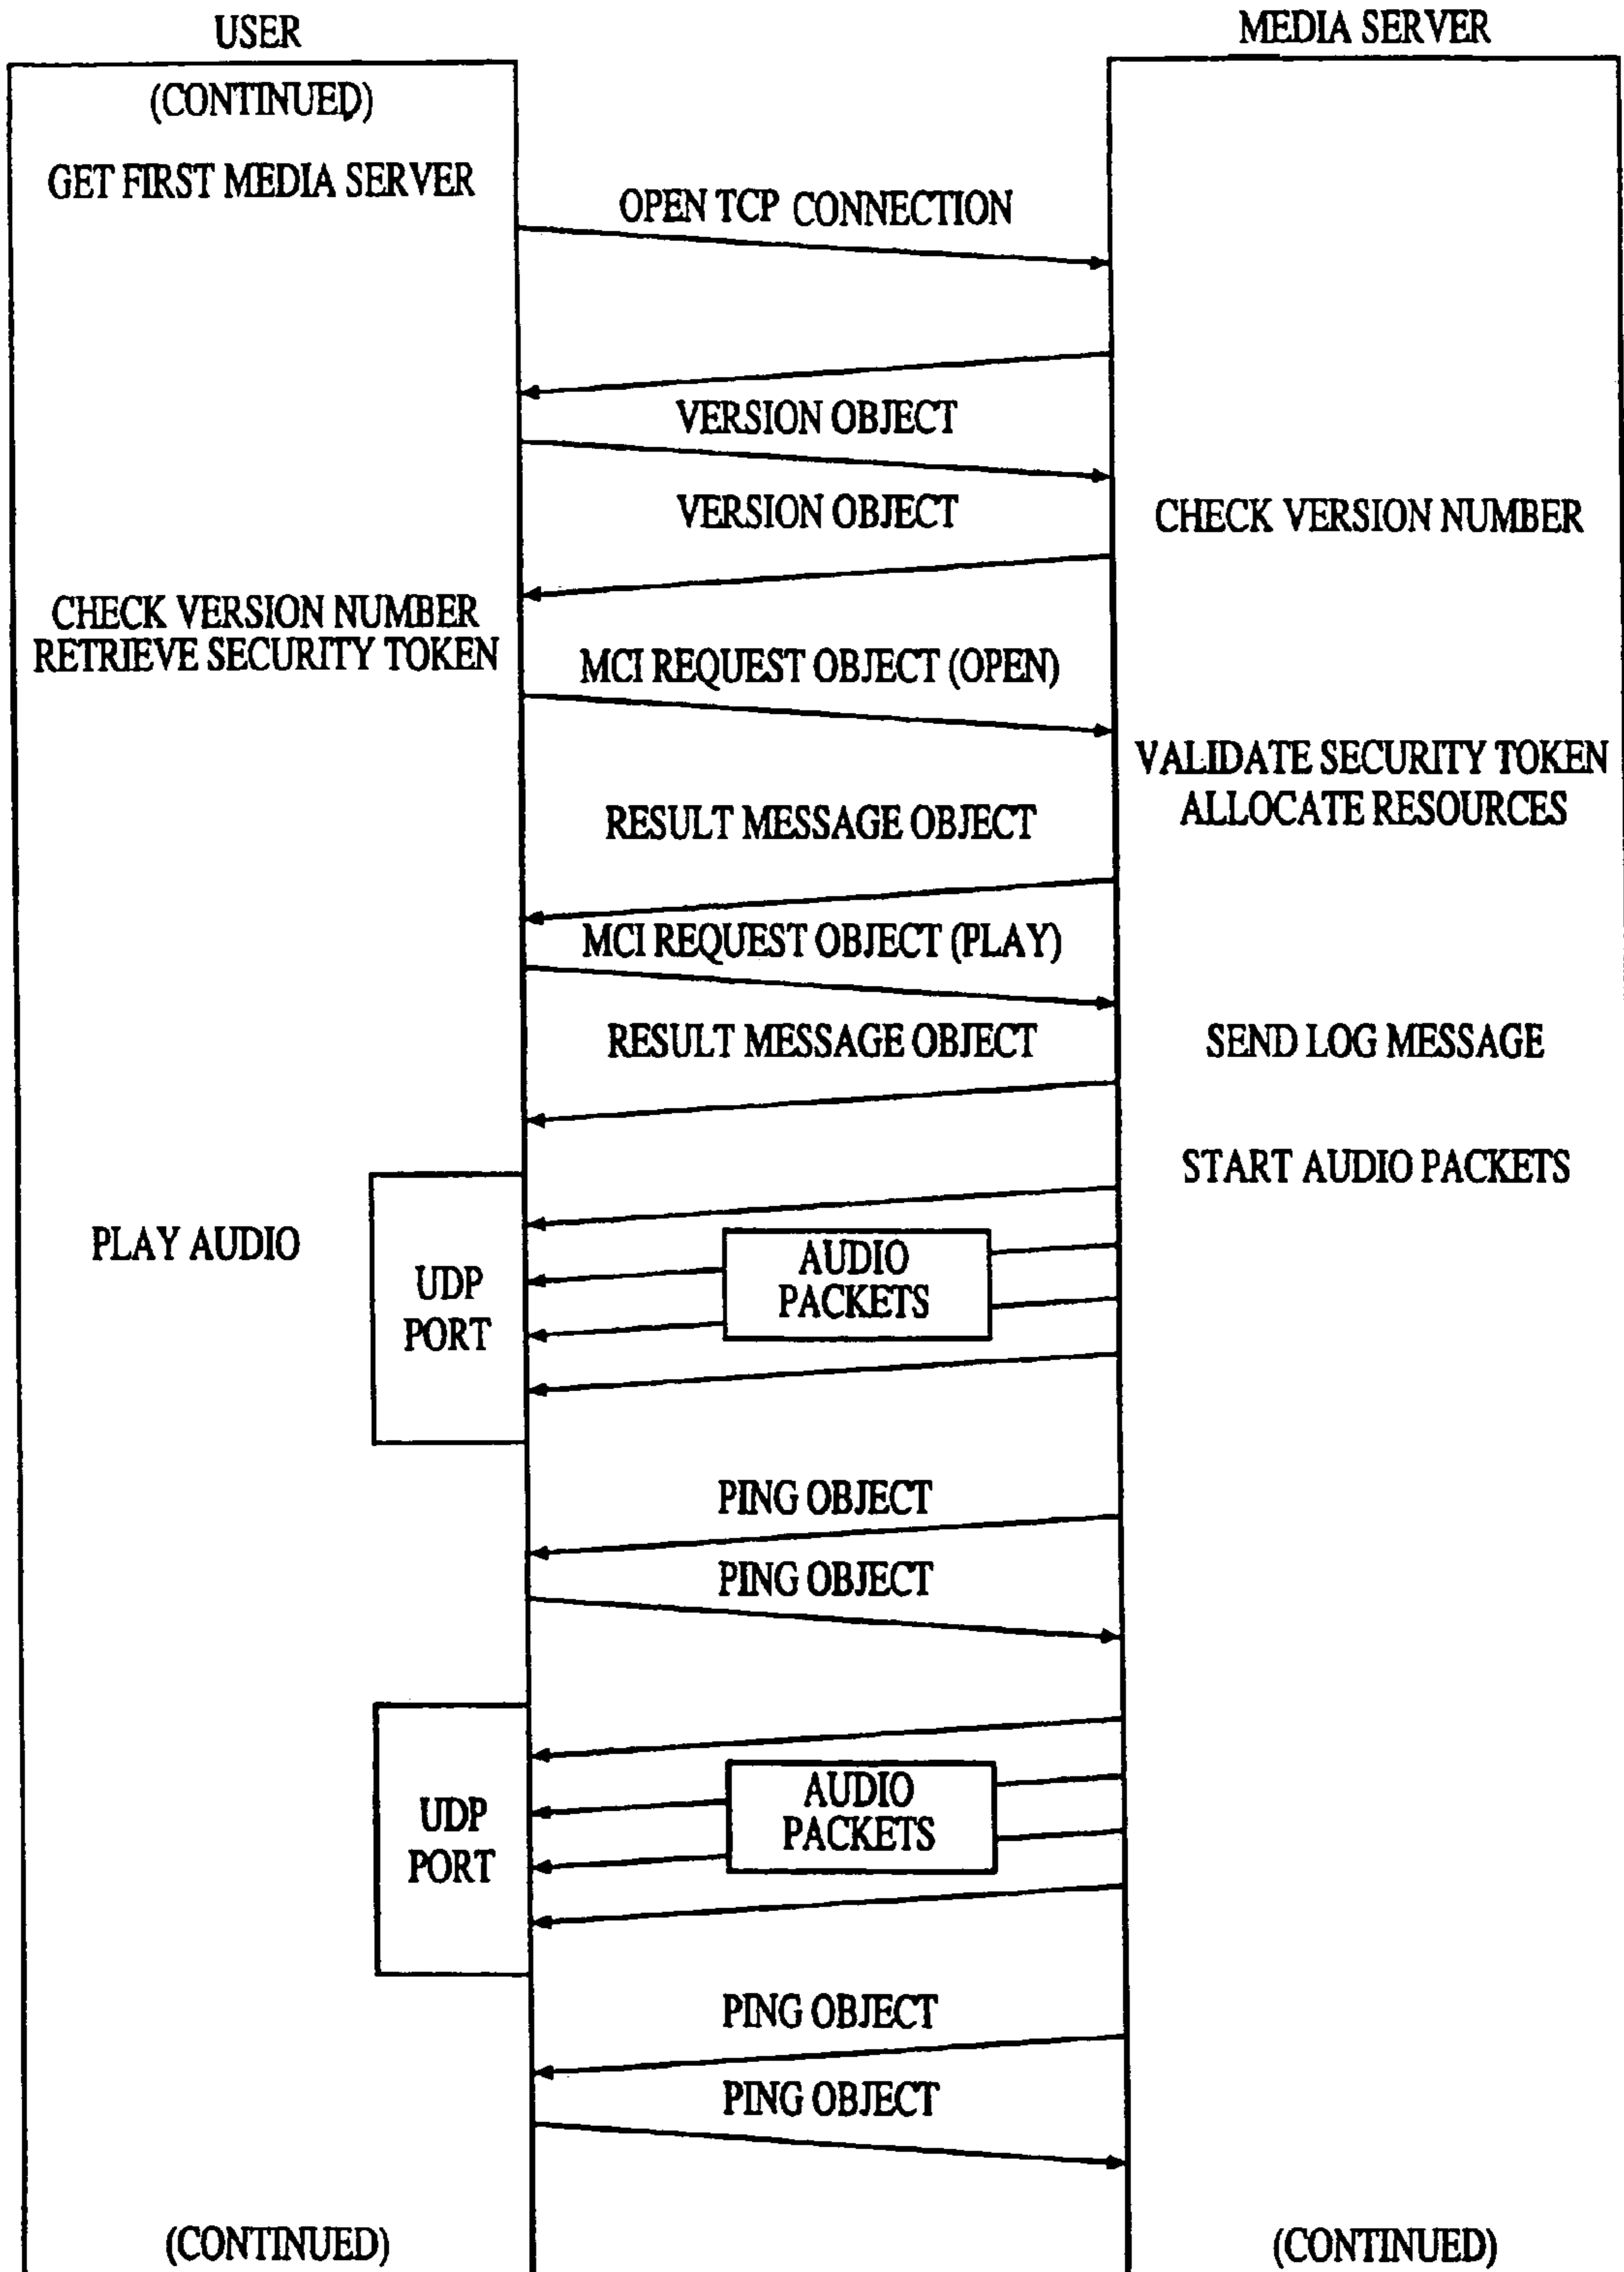 USER
MEDIA SERVER
(CONTINUED)
GET FIRST MEDIA SERVER
OPEN TCP CONNECTION
VERSION OBJECT
VERSION OBJECT
CHECK VERSION NUMBER
CHECK VERSION NUMBER
RETRIEVE SECURITY TOKEN
MCI REQUEST OBJECT (OPEN)
VALIDATE SECURITY TOKEN
ALLOCATE RESOURCES
RESULT MESSAGE OBJECT
MCI REQUEST OBJECT (PLAY)
RESULT MESSAGE OBJECT
SEND LOG MESSAGE
START AUDIO PACKETS
PLAY AUDIO
UDP
PORT
AUDIO
PACKETS
PING OBJECT
PING OBJECT
UDP
PORT
AUDIO
PACKETS
PING OBJECT
PING OBJECT
(CONTINUED)
(CONTINUED)